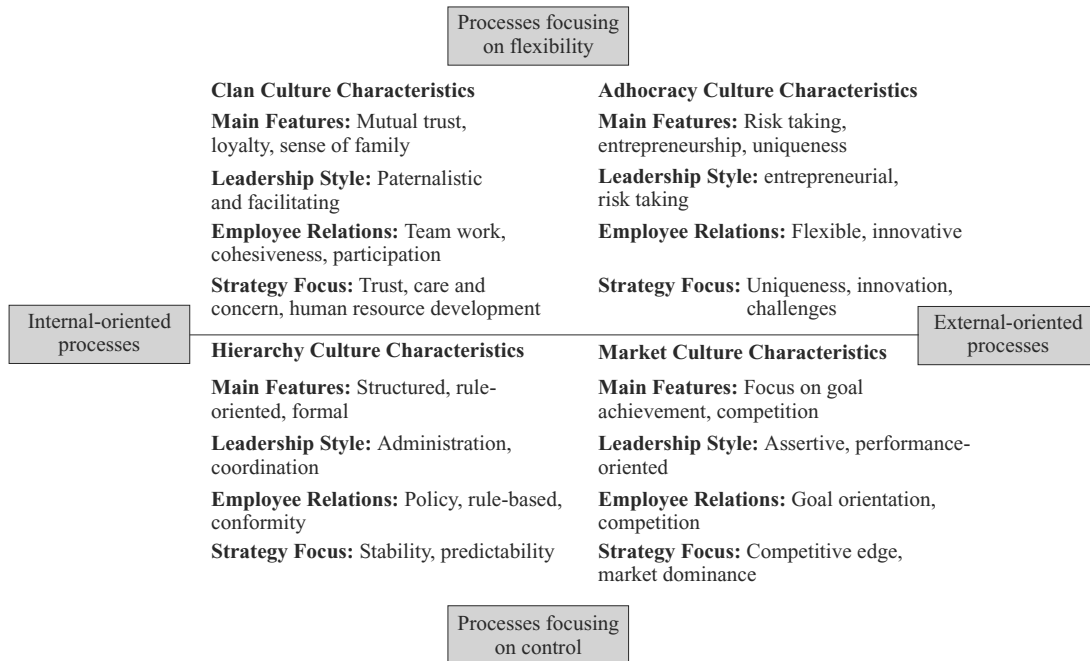 Processes focusing
on flexibility
Clan Culture Characteristics
Main Features: Mutual trust,
loyalty, sense of family
Leadership Style: Paternalistic
and facilitating
Employee Relations: Team work,
cohesiveness, participation
Strategy Focus: Trust, care and
concern, human resource development
Adhocracy Culture Characteristics
Main Features: Risk taking,
entrepreneurship, uniqueness
Leadership Style: entrepreneurial,
risk taking
Employee Relations: Flexible, innovative
Strategy Focus: Uniqueness, innovation,
challenges
Internal-oriented
processes
External-oriented
processes
Hierarchy Culture Characteristics
Main Features: Structured, rule-
oriented, formal
Leadership Style: Administration,
coordination
Employee Relations: Policy, rule-based,
conformity
Strategy Focus: Stability, predictability
Market Culture Characteristics
Main Features: Focus on goal
achievement, competition
Leadership Style: Assertive, performance-
oriented
Employee Relations: Goal orientation,
competition
Strategy Focus: Competitive edge,
market dominance
Processes focusing
on control